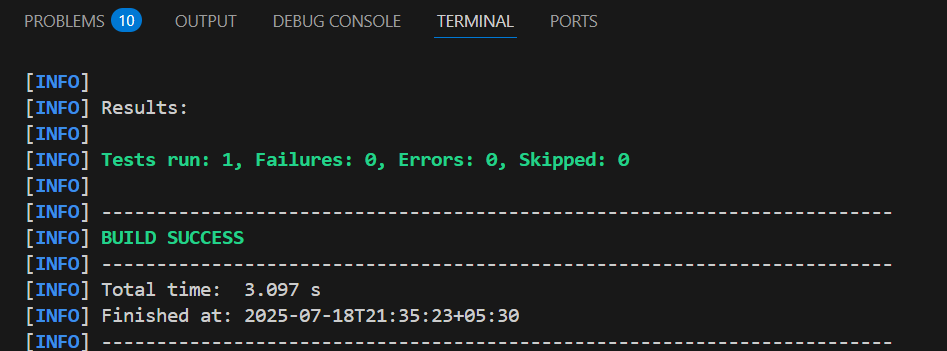 PROBLEMS 10 OUTPUT DEBUG CONSOLE TERMINAL PORTS
[INFO]
[INFO] Results:
[INFO]
[INFO] Tests run: 1, Failures: 0, Errors: 0, Skipped: 0
[INFO]
[INFO] ------------------------------------------------------------------------
[INFO] BUILD SUCCESS
[INFO] ------------------------------------------------------------------------
[INFO] Total time:  3.097 s
[INFO] Finished at: 2025-07-18T21:35:23+05:30
[INFO] ------------------------------------------------------------------------